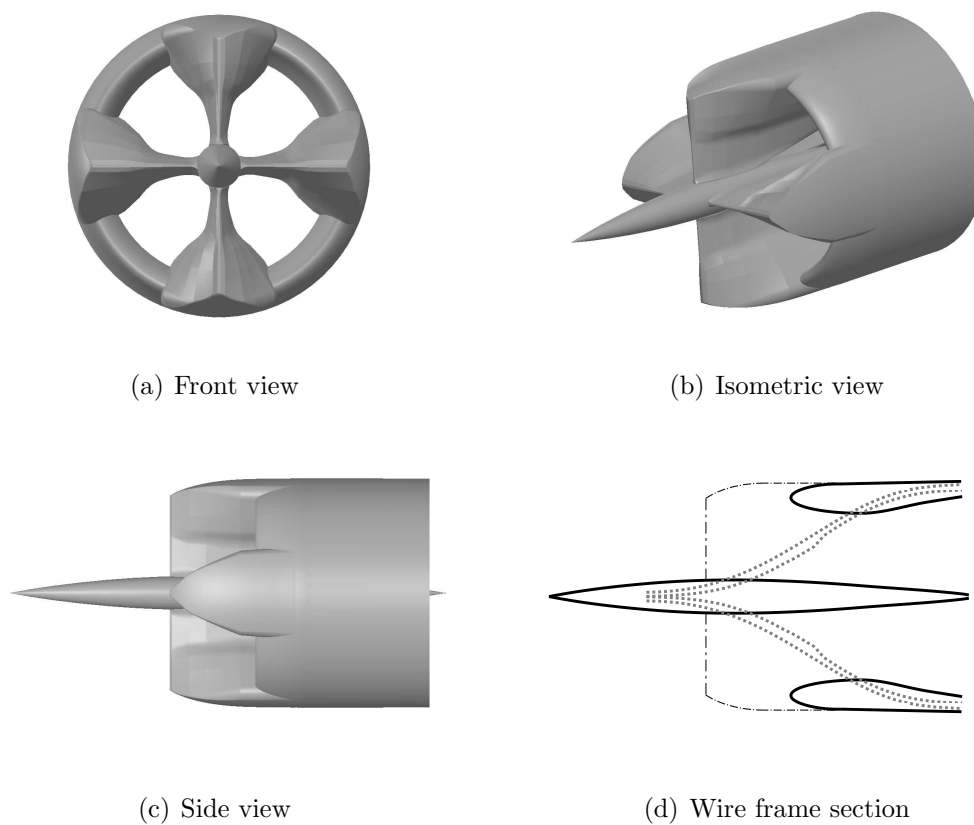 (a) Front view
(b) Isometric view
(c) Side view
(d) Wire frame section